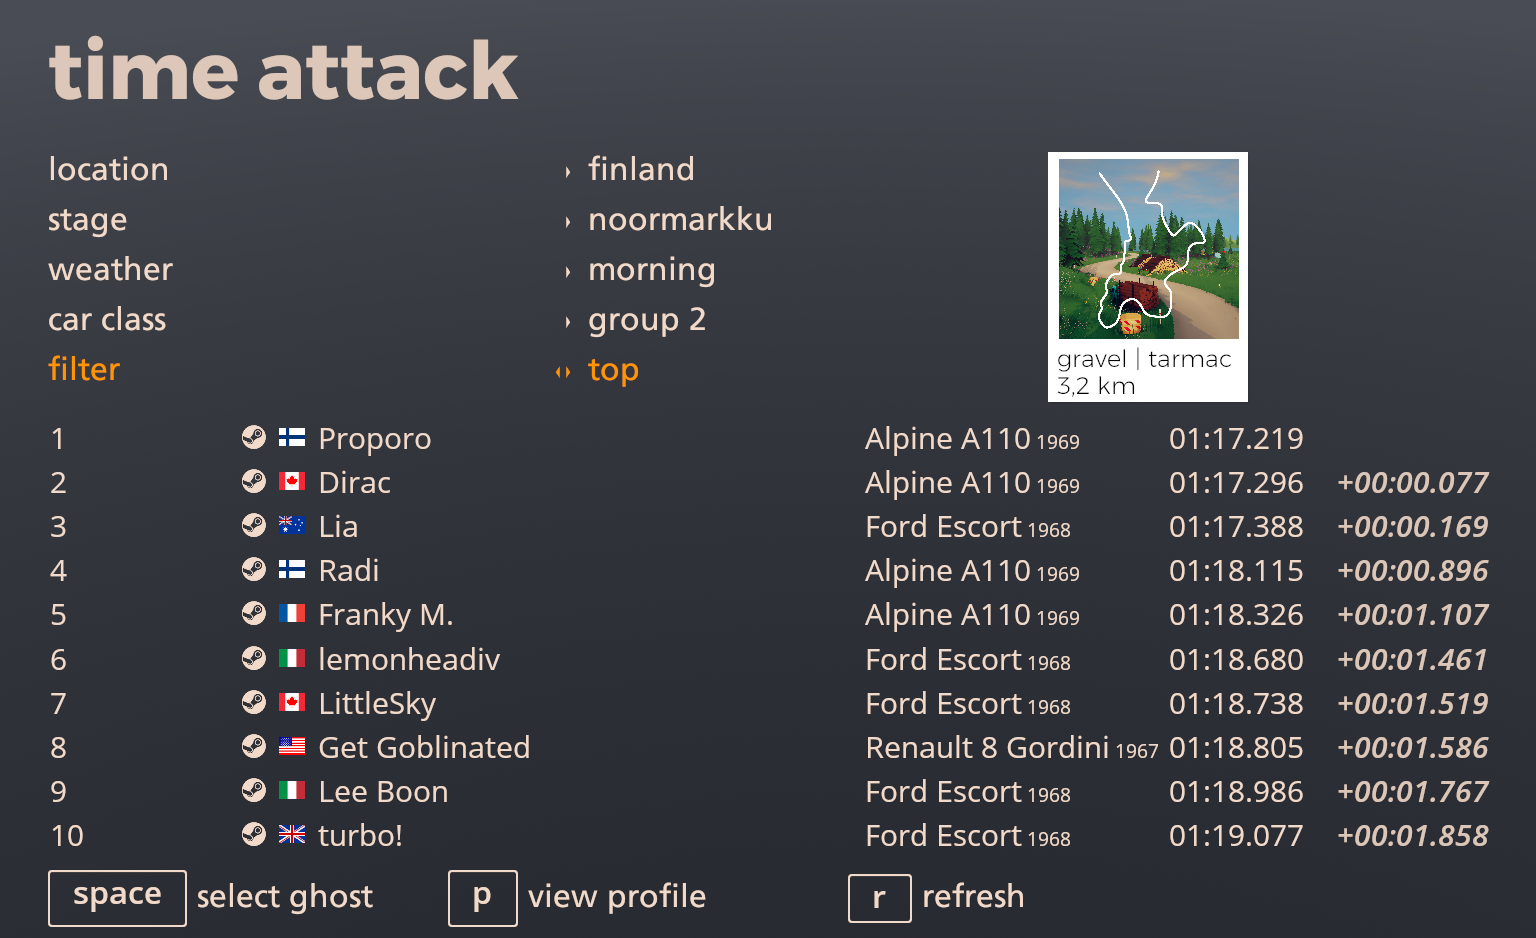 time attack
location finland
stage noormarkku
weather morning
car class group 2
filter top
gravel | tarmac
3,2 km
1 Proporo Alpine A110 1969 01:17.219
2 Dirac Alpine A110 1969 01:17.296 +00:00.077
3 Lia Ford Escort 1968 01:17.388 +00:00.169
4 Radi Alpine A110 1969 01:18.115 +00:00.896
5 Franky M. Alpine A110 1969 01:18.326 +00:01.107
6 lemonheadiv Ford Escort 1968 01:18.680 +00:01.461
7 LittleSky Ford Escort 1968 01:18.738 +00:01.519
8 Get Goblinated Renault 8 Gordini 1967 01:18.805 +00:01.586
9 Lee Boon Ford Escort 1968 01:18.986 +00:01.767
10 turbo! Ford Escort 1968 01:19.077 +00:01.858
space select ghost p view profile r refresh